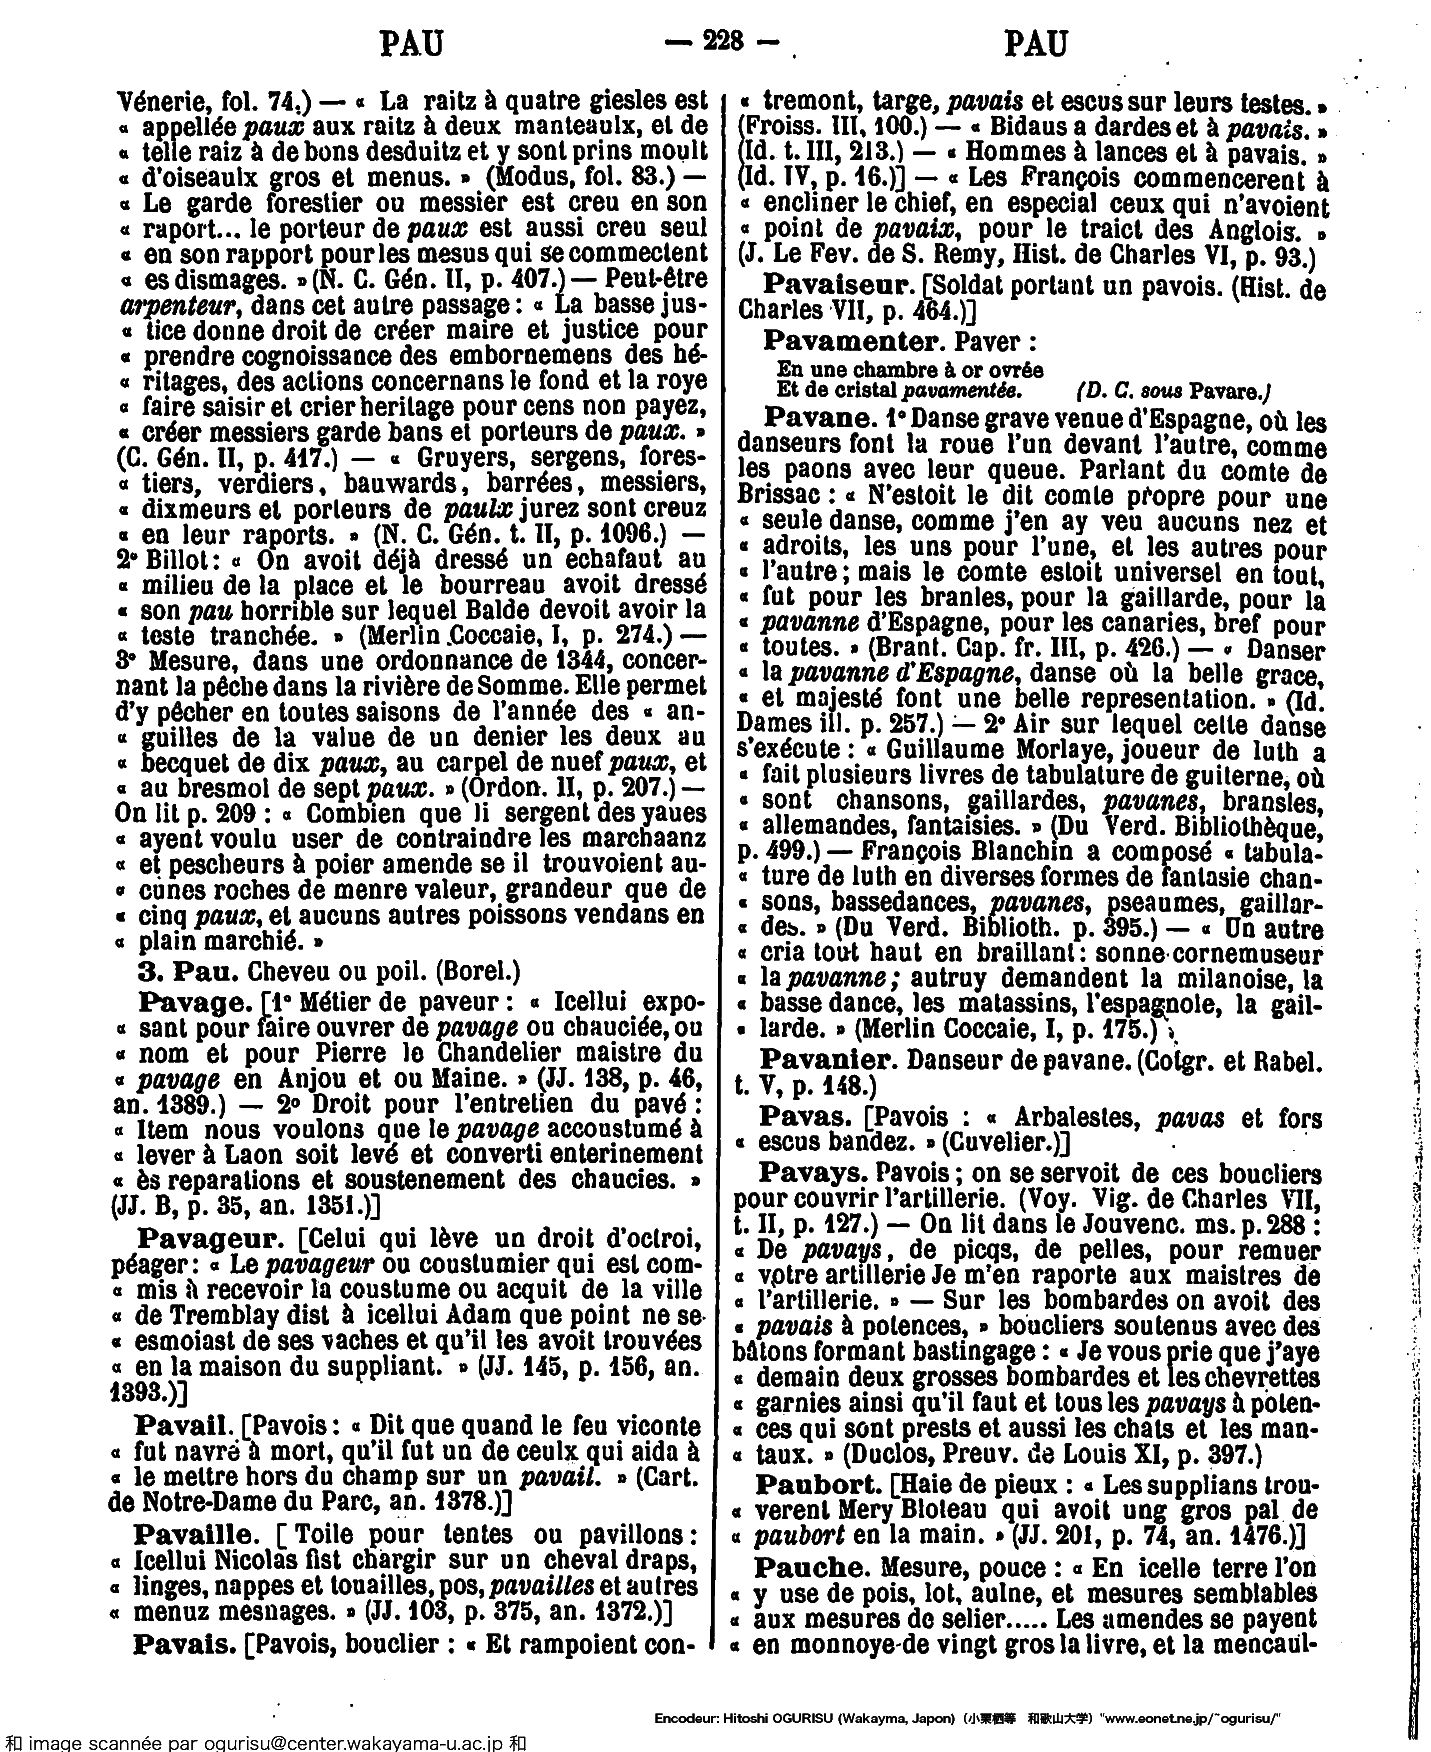 PAU — 228 — PAU
Vénerie, fol. 74.) — « La raitz à quatre giesles est
« appellée paux aux raitz à deux manteaulx, et de
« telle raiz à de bons desduitz et y sont prins moult
« d'oiseaulx gros et menus. » (Modus, fol. 83.) —
« Le garde forestier ou messier est creu en son
« raport... le porteur de paux est aussi creu seul
« en son rapport pour les mesus qui se commectent
« es dismages. » (N. C. Gén. II, p. 407.) — Peut-être
arpenteur, dans cet autre passage : « La basse jus-
« tice donne droit de créer maire et justice pour
« prendre cognoissance des embornemens des hé-
« ritages, des actions concernans le fond et la roye
« faire saisir et crier heritage pour cens non payez,
« créer messiers garde bans et porteurs de paux. »
(C. Gén. II, p. 417.) — « Gruyers, sergens, fores-
« tiers, verdiers, bauwards, barrées, messiers,
« dixmeurs et porteurs de paulx jurez sont creuz
« en leur raports. » (N. C. Gén. t. II, p. 1096.) —
2° Billot : « On avoit déjà dressé un echafaut au
« milieu de la place et le bourreau avoit dressé
« son pau horrible sur lequel Balde devoit avoir la
« teste tranchée. » (Merlin Coccaie, I, p. 274.) —
3° Mesure, dans une ordonnance de 1344, concer-
nant la pêche dans la rivière de Somme. Elle permet
d'y pêcher en toutes saisons de l'année des « an-
« guilles de la value de un denier les deux au
« becquet de dix paux, au carpel de nuef paux, et
« au bresmol de sept paux. » (Ordon. II, p. 207.) —
On lit p. 209 : « Combien que li sergent des yaues
« ayent voulu user de contraindre les marchaanz
« et pescheurs à poier amende se il trouvoient au-
« cunes roches de menre valeur, grandeur que de
« cinq paux, et aucuns autres poissons vendans en
« plain marchié. »
3. Pau. Cheveu ou poil. (Borel.)
Pavage. [1° Métier de paveur : « Icellui expo-
« sant pour faire ouvrer de pavage ou chauciée, ou
« nom et pour Pierre le Chandelier maistre du
« pavage en Anjou et ou Maine. » (JJ. 138, p. 46,
an. 1389.) — 2° Droit pour l'entretien du pavé :
« Item nous voulons que le pavage accoustumé à
« lever à Laon soit levé et converti enterinement
« ès reparations et soustenement des chaucies. »
(JJ. B, p. 35, an. 1351.)]
Pavageur. [Celui qui lève un droit d'octroi,
péager : « Le pavageur ou coustumier qui est com-
« mis à recevoir la coustume ou acquit de la ville
« de Tremblay dist à icellui Adam que point ne se-
« esmoiast de ses vaches et qu'il les avoit trouvées
« en la maison du suppliant. » (JJ. 145, p. 156, an.
1393.)]
Pavail. [Pavois : « Dit que quand le feu viconte
« fut navré à mort, qu'il fut un de ceulx qui aida à
« le mettre hors du champ sur un pavail. » (Cart.
de Notre-Dame du Parc, an. 1378.)]
Pavaille. [Toile pour tentes ou pavillons :
« Icellui Nicolas fist chargir sur un cheval draps,
« linges, nappes et touailles, pos, pavailles et autres
« menuz mesnages. » (JJ. 103, p. 375, an. 1372.)]
Pavais. [Pavois, bouclier : « Et rampoient con-
« tremont, targe, pavais et escus sur leurs testes. »
(Froiss. III, 100.) — « Bidaus a dardes et à pavais. »
(Id. t. III, 213.) — « Hommes à lances et à pavais. »
(Id. IV, p. 16.)] — « Les François commencerent à
« encliner le chief, en especial ceux qui n'avoient
« point de pavaix, pour le traict des Anglois. »
(J. Le Fev. de S. Remy, Hist. de Charles VI, p. 93.)
Pavaiseur. [Soldat portant un pavois. (Hist. de
Charles VII, p. 464.)]
Pavamenter. Paver :
En une chambre à or ovrée
Et de cristal pavamentée. (D. C. sous Pavare.)
Pavane. 1° Danse grave venue d'Espagne, où les
danseurs font la roue l'un devant l'autre, comme
les paons avec leur queue. Parlant du comte de
Brissac : « N'estoit le dit comte propre pour une
« seule danse, comme j'en ay veu aucuns nez et
« adroits, les uns pour l'une, et les autres pour
« l'autre ; mais le comte estoit universel en tout,
« fut pour les branles, pour la gaillarde, pour la
« pavanne d'Espagne, pour les canaries, bref pour
« toutes. » (Brant. Cap. fr. III, p. 426.) — « Danser
« la pavanne d'Espagne, danse où la belle grace,
« et majesté font une belle representation. » (Id.
Dames ill. p. 257.) — 2° Air sur lequel cette danse
s'exécute : « Guillaume Morlaye, joueur de luth a
« fait plusieurs livres de tabulature de guiterne, où
« sont chansons, gaillardes, pavanes, bransles,
« allemandes, fantaisies. » (Du Verd. Bibliothèque,
p. 499.) — François Blanchin a composé « tabula-
« ture de luth en diverses formes de fantasie chan-
« sons, bassedances, pavanes, pseaumes, gaillar-
« des. » (Du Verd. Biblioth. p. 395.) — « Un autre
« cria tout haut en braillant : sonne cornemuseur
« la pavanne ; autruy demandent la milanoise, la
« basse dance, les matassins, l'espagnole, la gail-
« larde. » (Merlin Coccaie, I, p. 175.)
Pavanier. Danseur de pavane. (Cotgr. et Rabel.
t. V, p. 148.)
Pavas. [Pavois : « Arbalestes, pavas et fors
« escus bandez. » (Cuvelier.)]
Pavays. Pavois ; on se servoit de ces boucliers
pour couvrir l'artillerie. (Voy. Vig. de Charles VII,
t. II, p. 127.) — On lit dans le Jouvenc. ms. p. 288 :
« De pavays, de picqs, de pelles, pour remuer
« votre artillerie Je m'en raporte aux maistres de
« l'artillerie. » — Sur les bombardes on avoit des
« pavais à potences, » boucliers soutenus avec des
bâtons formant bastingage : « Je vous prie que j'aye
« demain deux grosses bombardes et les chevrettes
« garnies ainsi qu'il faut et tous les pavays à poten-
« ces qui sont prests et aussi les chats et les man-
« taux. » (Duclos, Preuv. de Louis XI, p. 397.)
Paubort. [Haie de pieux : « Les supplians trou-
« verent Mery Bloteau qui avoit ung gros pal de
« paubort en la main. » (JJ. 201, p. 74, an. 1476.)]
Pauche. Mesure, pouce : « En icelle terre l'on
« y use de pois, lot, aulne, et mesures semblables
« aux mesures de selier..... Les amendes se payent
« en monnoye de vingt gros la livre, et la mencaul-
Encodeur: Hitoshi OGURISU (Wakayma, Japon) (小栗栖等 和歌山大学) "www.eonet.ne.jp/~ogurisu/"
和 image scannée par ogurisu@center.wakayama-u.ac.jp 和